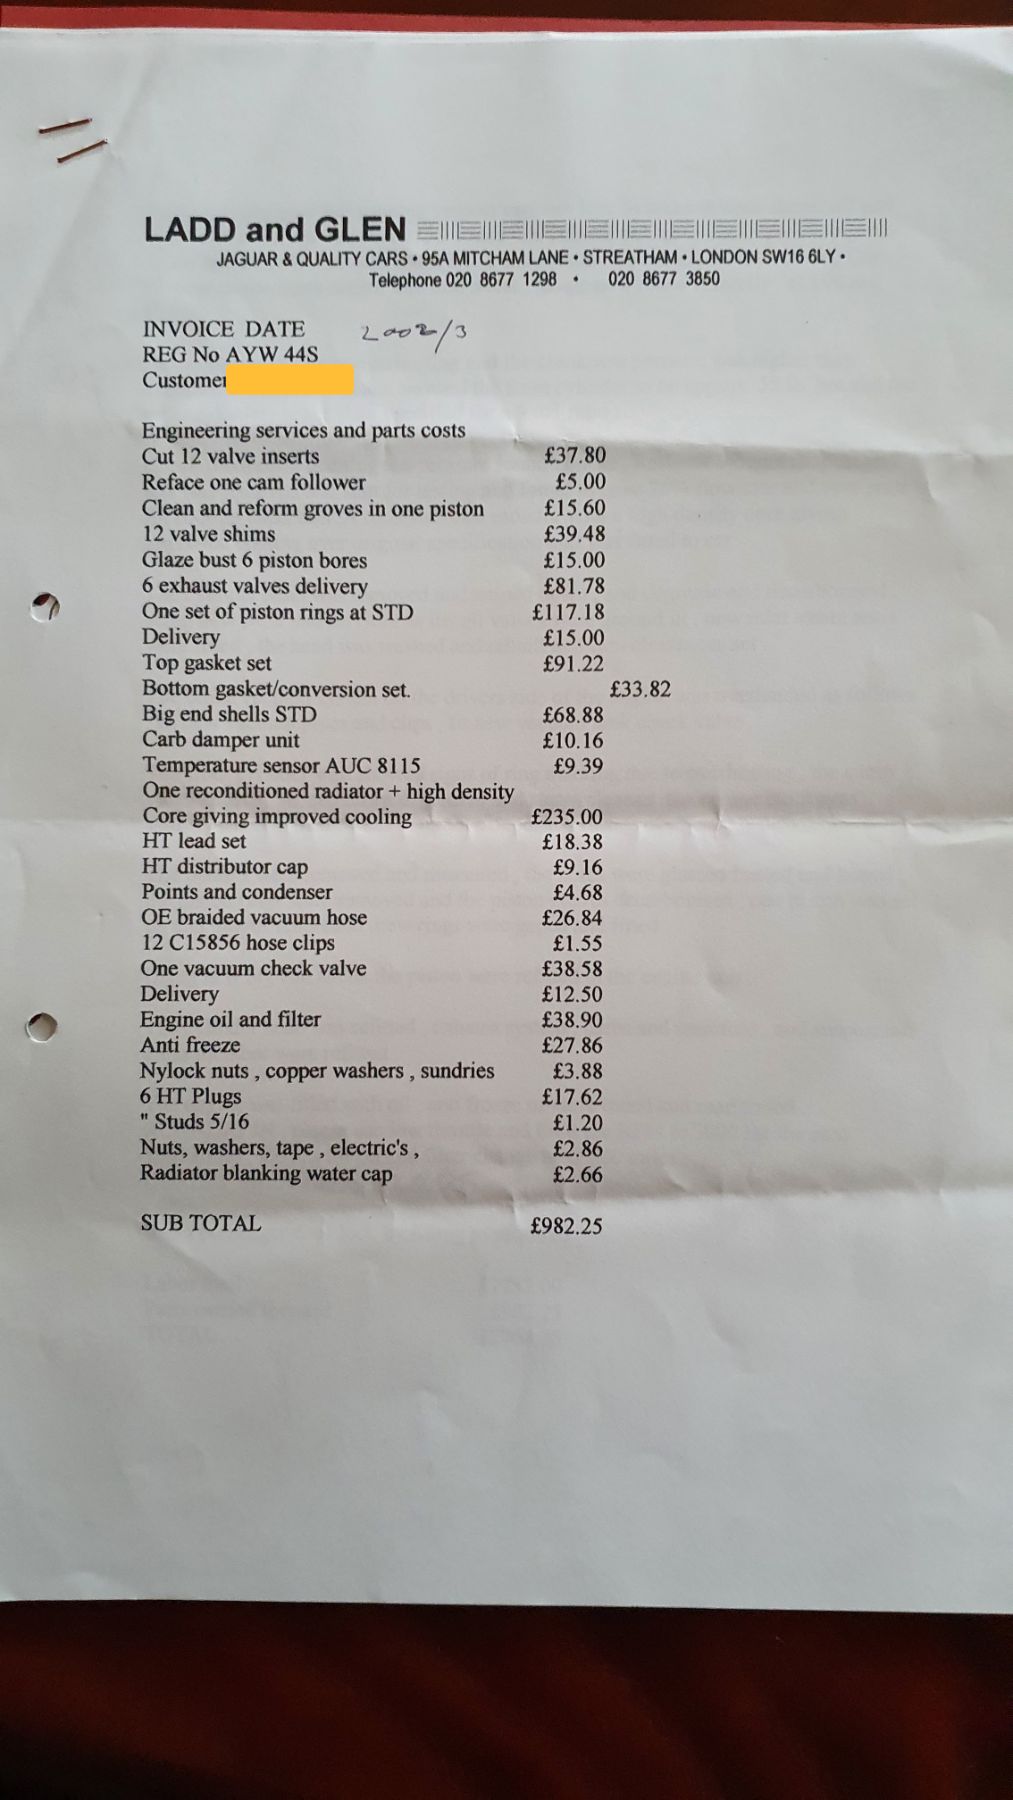 LADD and GLEN
JAGUAR & QUALITY CARS • 95A MITCHAM LANE • STREATHAM • LONDON SW16 6LY •
Telephone 020 8677 1298 • 020 8677 3850
INVOICE DATE 2002/3
REG No AYW 44S
Customer
Engineering services and parts costs
Cut 12 valve inserts £37.80
Reface one cam follower £5.00
Clean and reform groves in one piston £15.60
12 valve shims £39.48
Glaze bust 6 piston bores £15.00
6 exhaust valves delivery £81.78
One set of piston rings at STD £117.18
Delivery £15.00
Top gasket set £91.22
Bottom gasket/conversion set. £33.82
Big end shells STD £68.88
Carb damper unit £10.16
Temperature sensor AUC 8115 £9.39
One reconditioned radiator + high density
Core giving improved cooling £235.00
HT lead set £18.38
HT distributor cap £9.16
Points and condenser £4.68
OE braided vacuum hose £26.84
12 C15856 hose clips £1.55
One vacuum check valve £38.58
Delivery £12.50
Engine oil and filter £38.90
Anti freeze £27.86
Nylock nuts , copper washers , sundries £3.88
6 HT Plugs £17.62
" Studs 5/16 £1.20
Nuts, washers, tape , electric's , £2.86
Radiator blanking water cap £2.66
SUB TOTAL £982.25